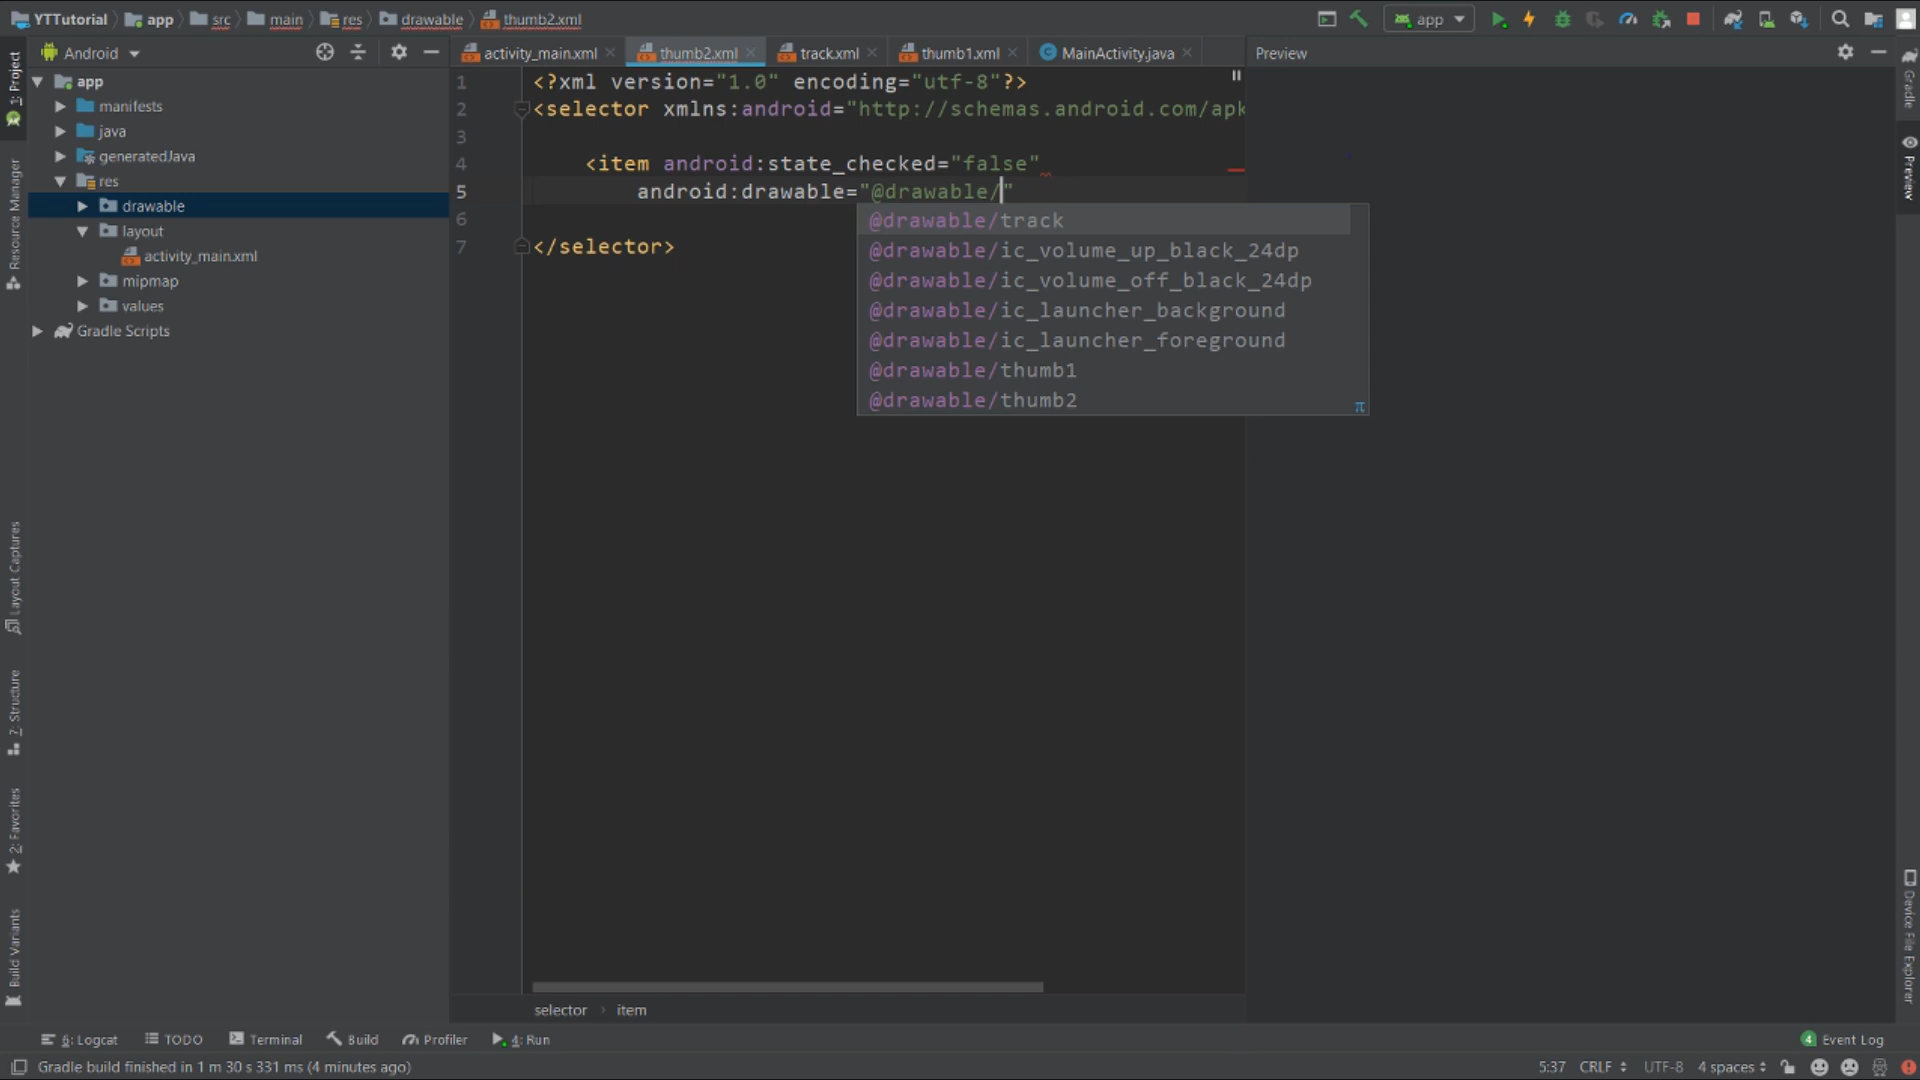 YTTutorial app src main res drawable thumb2.xml app
Android activity_main.xml thumb2.xml track.xml thumb1.xml MainActivity.java Preview
1: Project
Resource Manager
Layout Captures
7: Structure
2: Favorites
Build Variants
app
manifests
java
generatedJava
res
drawable
layout
activity_main.xml
mipmap
values
Gradle Scripts
1 <?xml version="1.0" encoding="utf-8"?>
2 <selector xmlns:android="http://schemas.android.com/apk
3
4 <item android:state_checked="false"
5 android:drawable="@drawable/"
6
7 </selector>
@drawable/track
@drawable/ic_volume_up_black_24dp
@drawable/ic_volume_off_black_24dp
@drawable/ic_launcher_background
@drawable/ic_launcher_foreground
@drawable/thumb1
@drawable/thumb2
π
Gradle
Preview
Device File Explorer
selector › item
6: Logcat TODO Terminal Build Profiler 4: Run 4 Event Log
Gradle build finished in 1 m 30 s 331 ms (4 minutes ago) 5:37 CRLF UTF-8 4 spaces